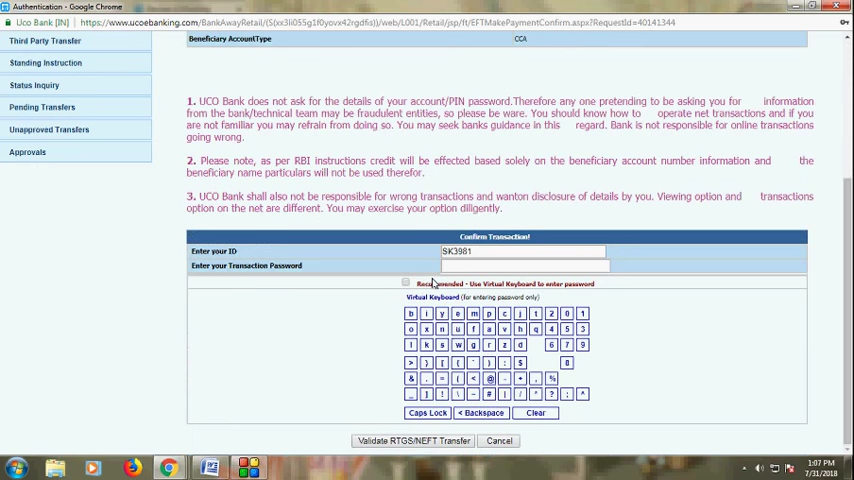 Authentication - Google Chrome
Uco Bank [IN] https://www.ucoebanking.com/BankAwayRetail/(S(xx3li055g1f0yovx42rgdfis))/web/L001/Retail/jsp/ft/EFTMakePaymentConfirm.aspx?RequestId=40141344
Third Party Transfer
Standing Instruction
Status Inquiry
Pending Transfers
Unapproved Transfers
Approvals
Beneficiary AccountType CCA
1. UCO Bank does not ask for the details of your account/PIN password.Therefore any one pretending to be asking you for information
from the bank/technical team may be fraudulent entities, so please be ware. You should know how to operate net transactions and if you
are not familiar you may refrain from doing so. You may seek banks guidance in this regard. Bank is not responsible for online transactions
going wrong.
2. Please note, as per RBI instructions credit will be effected based solely on the beneficiary account number information and the
beneficiary name particulars will not be used therefor.
3. UCO Bank shall also not be responsible for wrong transactions and wanton disclosure of details by you. Viewing option and transactions
option on the net are different. You may exercise your option diligently.
Confirm Transaction!
Enter your ID SK3981
Enter your Transaction Password
Recommended - Use Virtual Keyboard to enter password
Virtual Keyboard (for entering password only)
b i y e m p c j t 2 0 1
o x n u f a v h q 4 5 3
l k s w g r z d 6 7 9
> } [ { ` ) : $ 8
& . = ( < @ - + , %
_ ] ! \ ~ # | / ^ ? ; ^
Caps Lock < Backspace Clear
Validate RTGS/NEFT Transfer Cancel
1:07 PM
7/31/2018